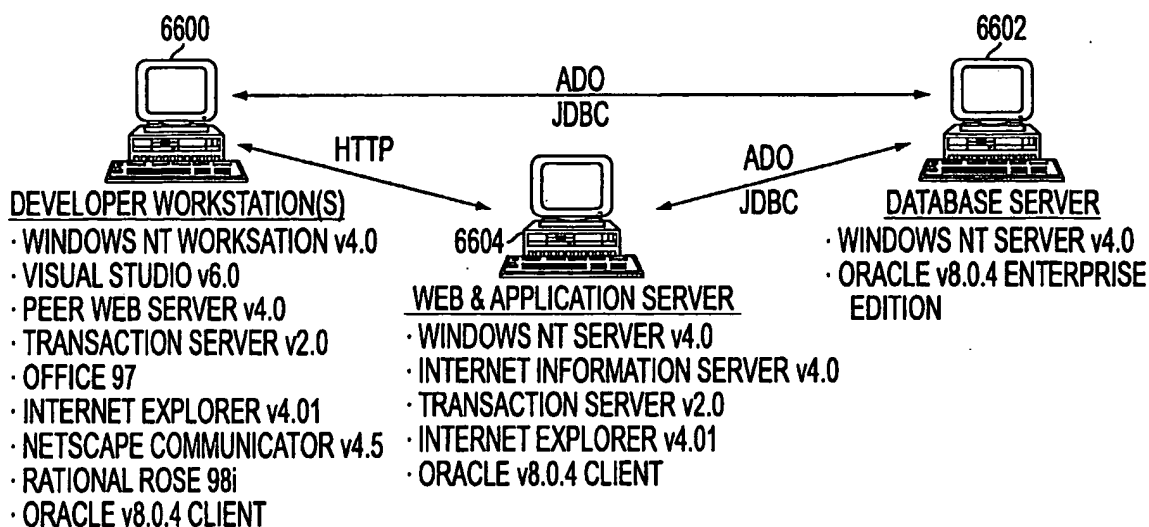 6600
6602
ADO
JDBC
HTTP
ADO
JDBC
6604
DEVELOPER WORKSTATION(S)
· WINDOWS NT WORKSATION v4.0
· VISUAL STUDIO v6.0
· PEER WEB SERVER v4.0
· TRANSACTION SERVER v2.0
· OFFICE 97
· INTERNET EXPLORER v4.01
· NETSCAPE COMMUNICATOR v4.5
· RATIONAL ROSE 98i
· ORACLE v8.0.4 CLIENT
WEB & APPLICATION SERVER
· WINDOWS NT SERVER v4.0
· INTERNET INFORMATION SERVER v4.0
· TRANSACTION SERVER v2.0
· INTERNET EXPLORER v4.01
· ORACLE v8.0.4 CLIENT
DATABASE SERVER
· WINDOWS NT SERVER v4.0
· ORACLE v8.0.4 ENTERPRISE
EDITION